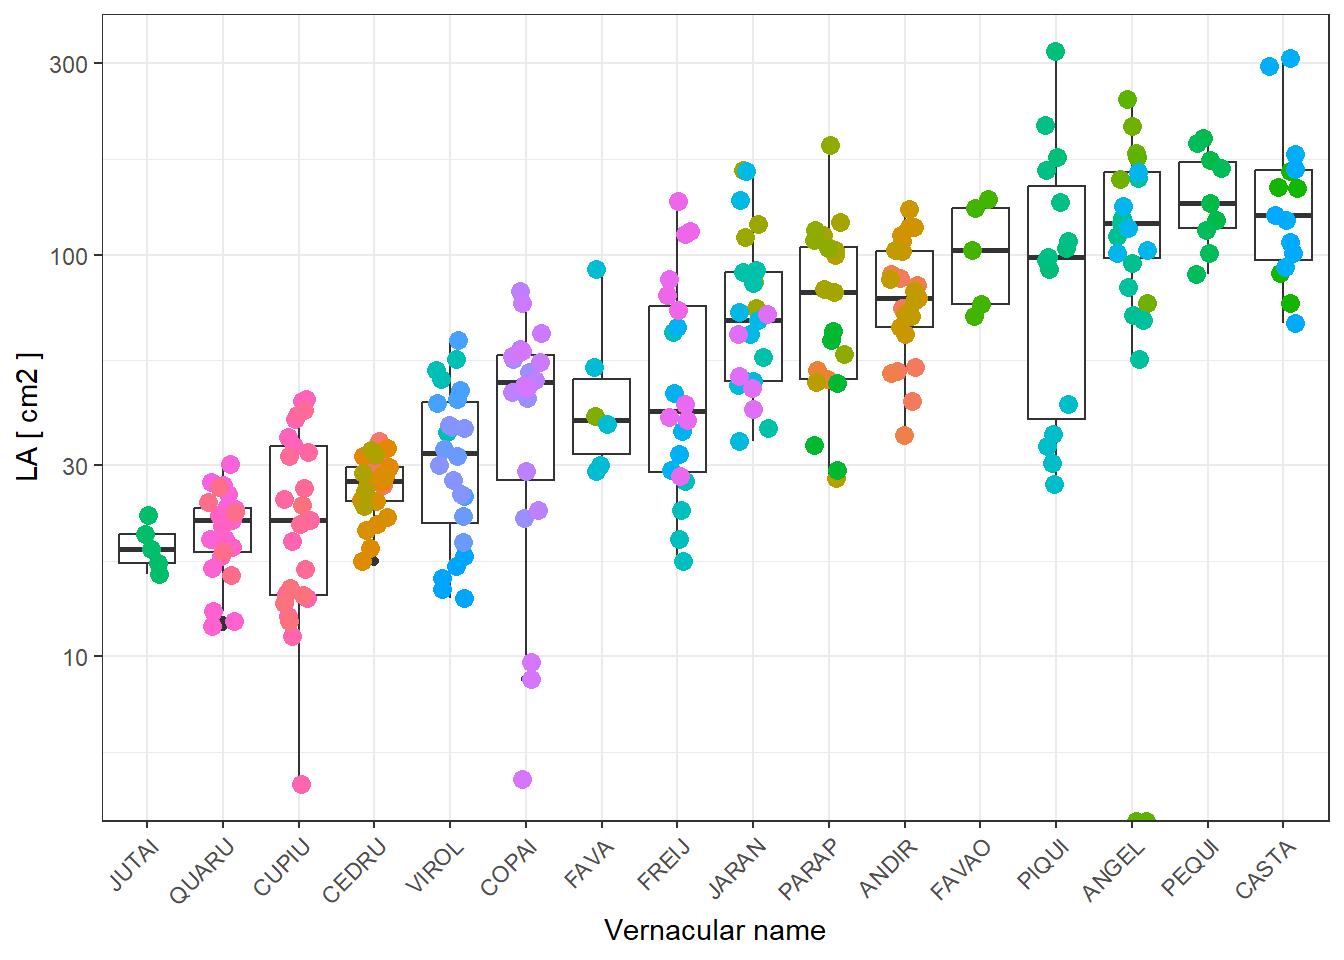 LA [ cm2 ]
300
100
30
10
JUTAI
QUARU
CUPIU
CEDRU
VIROL
COPAI
FAVA
FREIJ
JARAN
PARAP
ANDIR
FAVAO
PIQUI
ANGEL
PEQUI
CASTA
Vernacular name